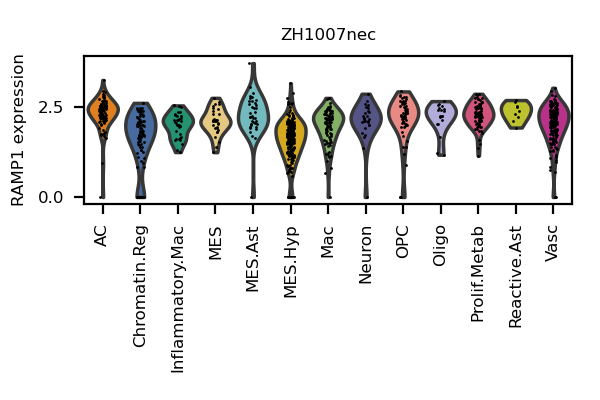 ZH1007nec
RAMP1 expression
2.5
0.0
AC
Chromatin.Reg
Inflammatory.Mac
MES
MES.Ast
MES.Hyp
Mac
Neuron
OPC
Oligo
Prolif.Metab
Reactive.Ast
Vasc